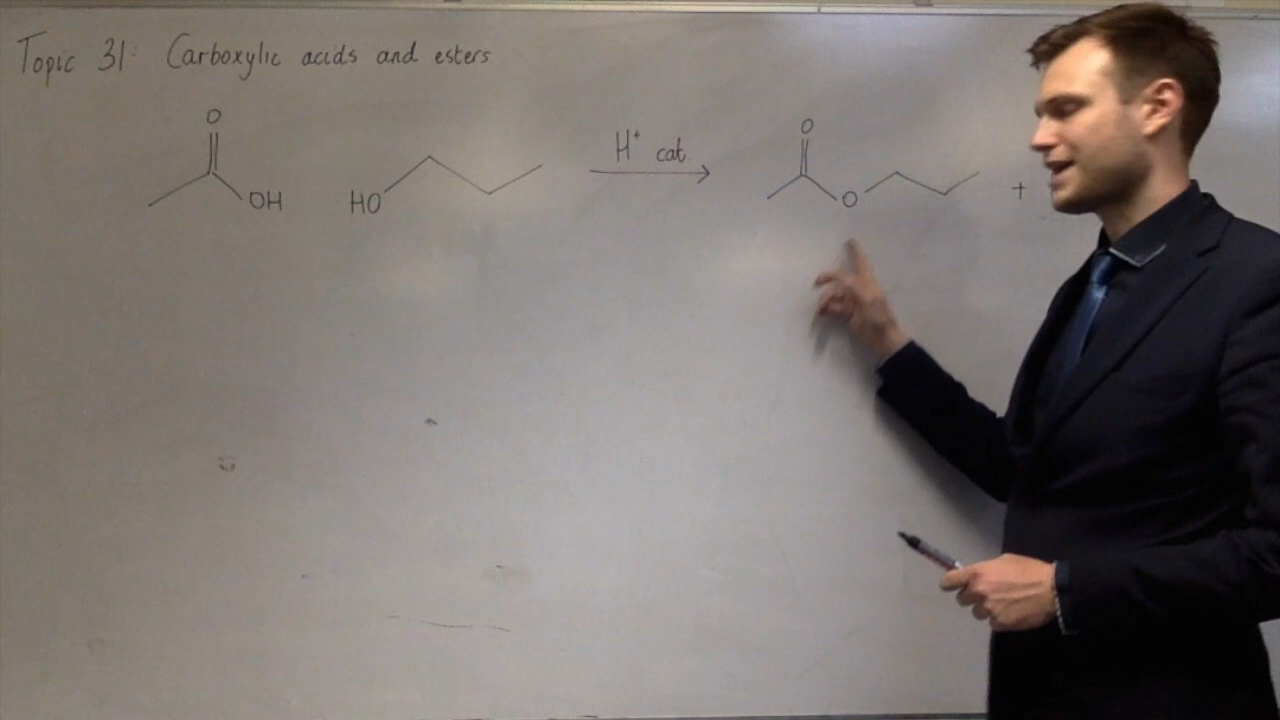 Topic 31: Carboxylic acids and esters
O
OH
HO
H⁺ cat.
O
O
+